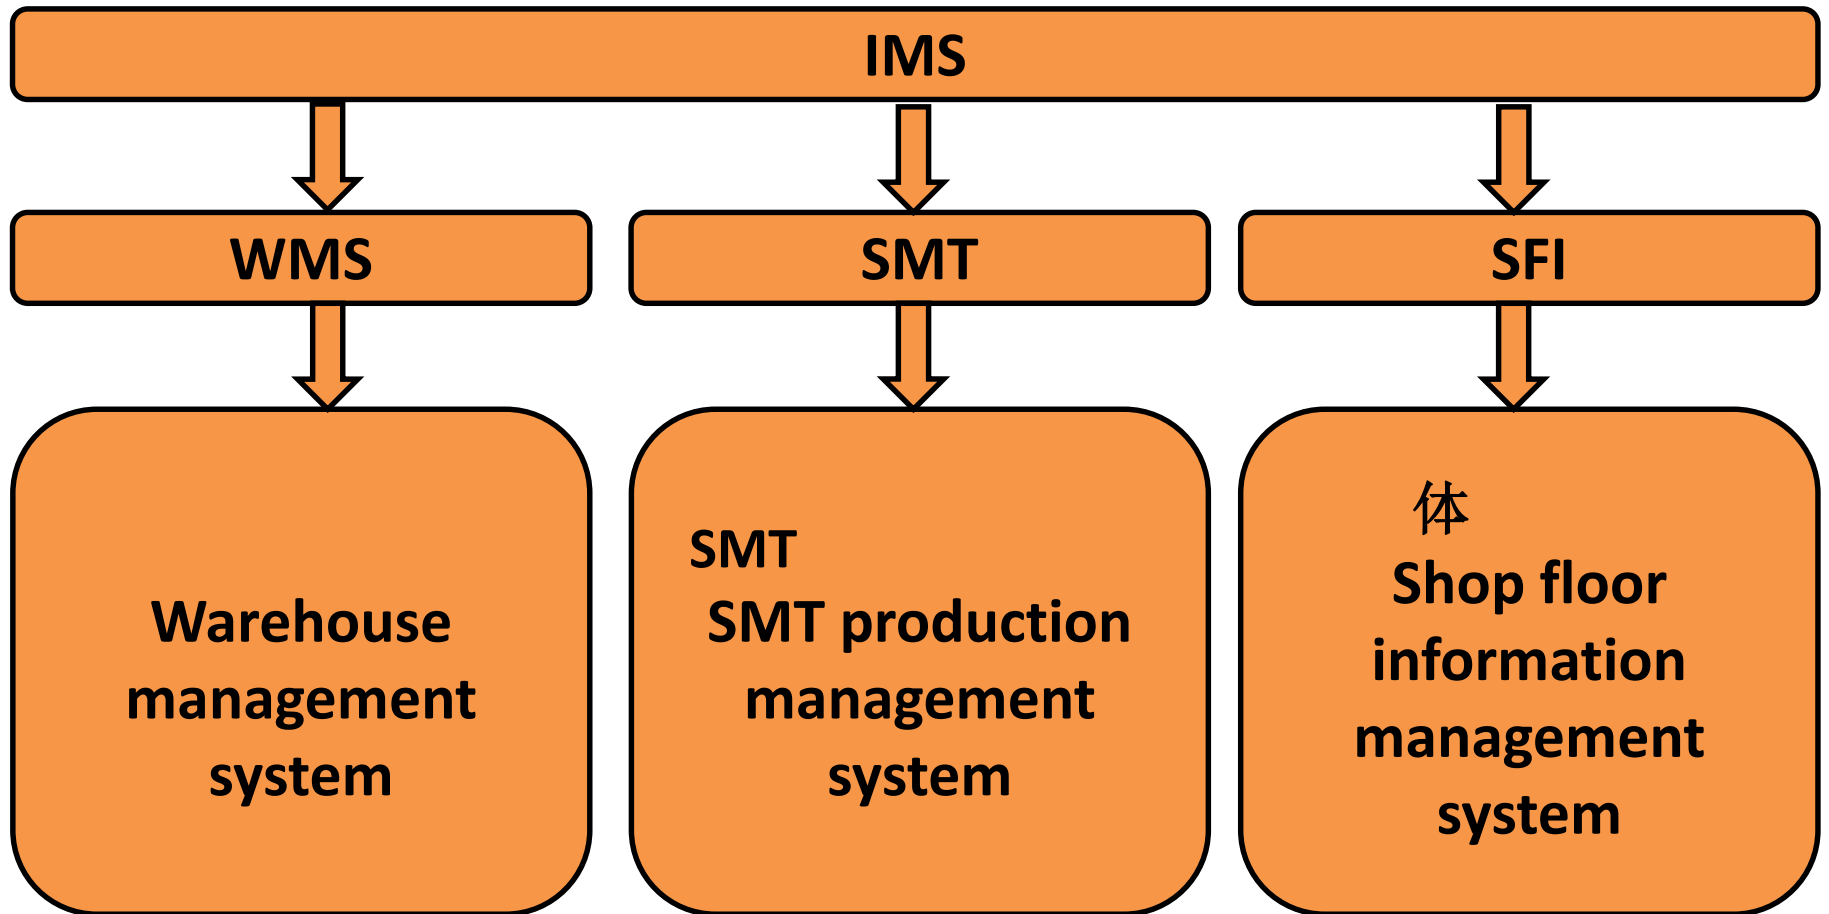 IMS
WMS
SMT
SFI
Warehouse
management
system
SMT
SMT production
management
system
体
Shop floor
information
management
system